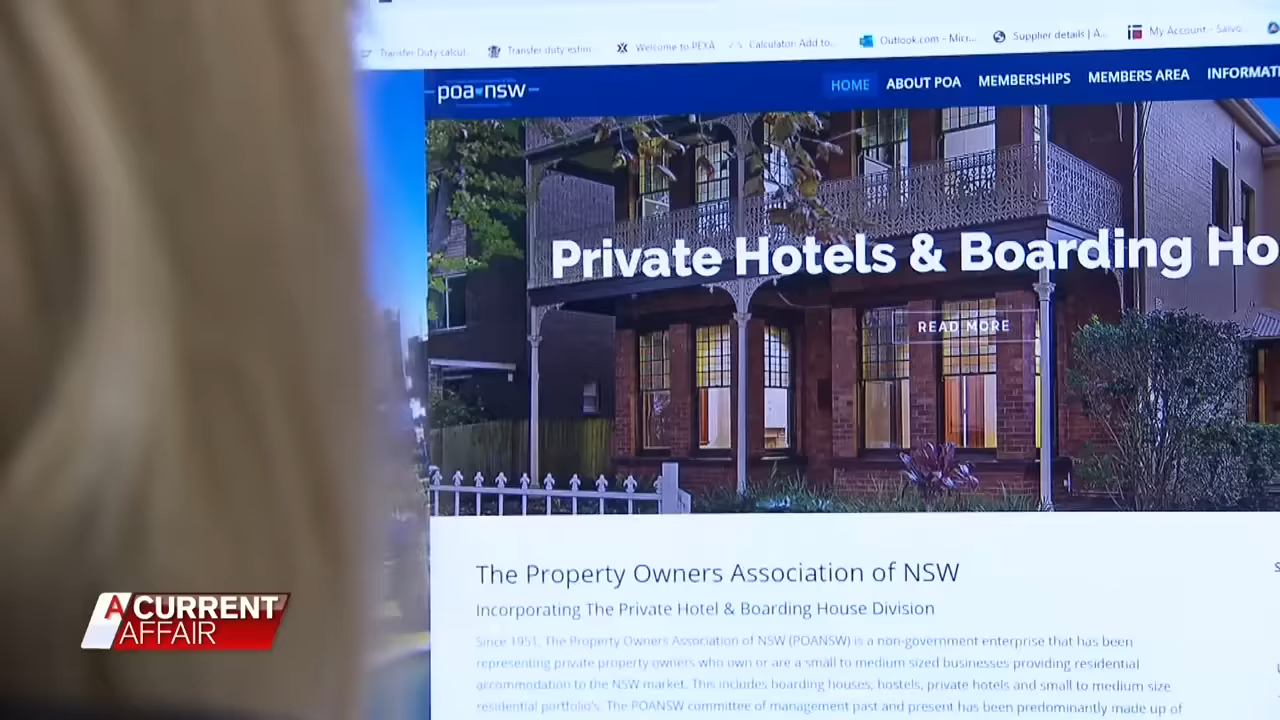 Transfer Duty calcul...
Transfer duty estim...
Welcome to PEXA
Calculator: Add to...
Outlook.com - Micr...
Supplier details | A...
My Account - Salvo...
poa nsw
HOME
ABOUT POA
MEMBERSHIPS
MEMBERS AREA
INFORMATI
Private Hotels & Boarding Ho
READ MORE
The Property Owners Association of NSW
Incorporating The Private Hotel & Boarding House Division
Since 1951, The Property Owners Association of NSW (POANSW) is a non-government enterprise that has been
representing private property owners who own or are a small to medium sized businesses providing residential
accommodation to the NSW market. This includes boarding houses, hostels, private hotels and small to medium size
residential portfolio's. The POANSW committee of management past and present has been predominantly made up of
A CURRENT
AFFAIR